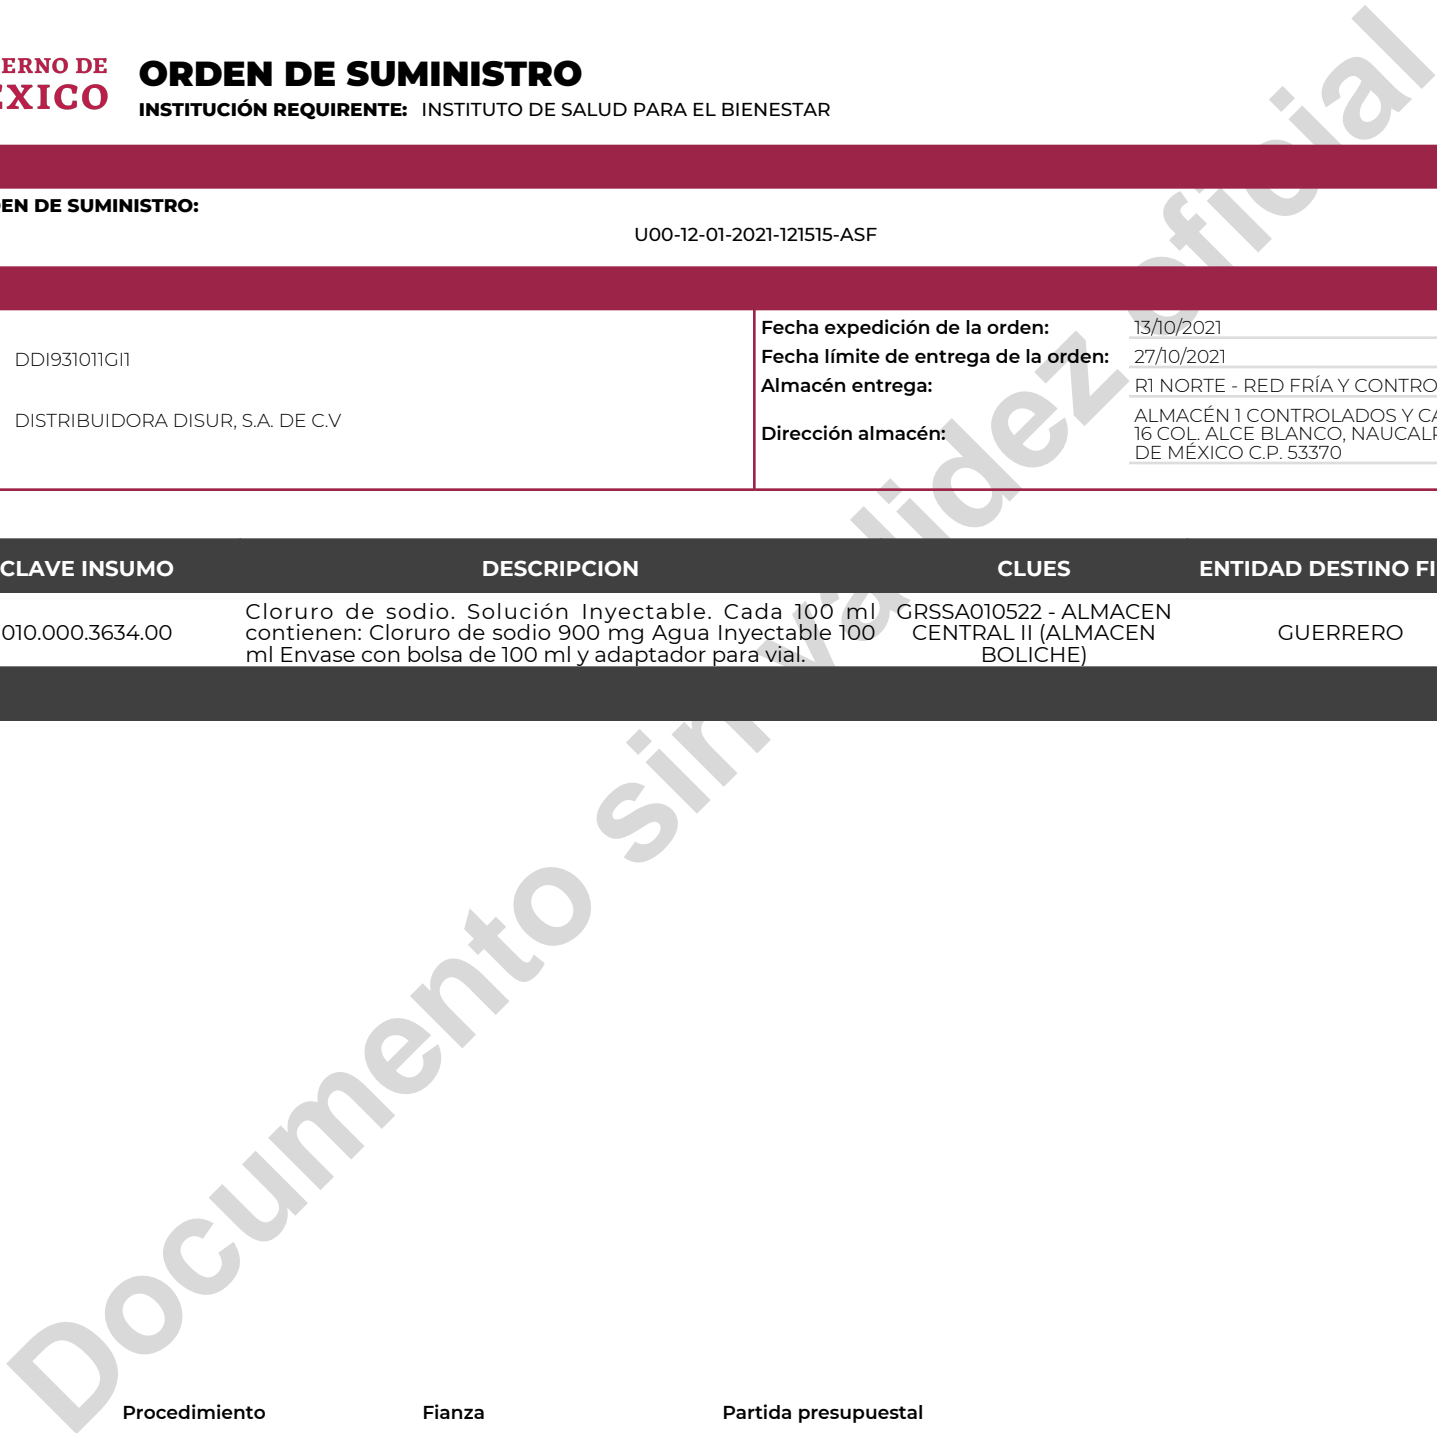 ERNO DE
ÉXICO
ORDEN DE SUMINISTRO
INSTITUCIÓN REQUIRENTE: INSTITUTO DE SALUD PARA EL BIENESTAR
EN DE SUMINISTRO:
U00-12-01-2021-121515-ASF
DDI931011GI1
DISTRIBUIDORA DISUR, S.A. DE C.V
Fecha expedición de la orden: 13/10/2021
Fecha límite de entrega de la orden: 27/10/2021
Almacén entrega: R1 NORTE - RED FRÍA Y CONTRO
Dirección almacén: ALMACÉN 1 CONTROLADOS Y CA
16 COL. ALCE BLANCO, NAUCALP
DE MÉXICO C.P. 53370
CLAVE INSUMO DESCRIPCION CLUES ENTIDAD DESTINO FI
010.000.3634.00
Cloruro de sodio. Solución Inyectable. Cada 100 ml
contienen: Cloruro de sodio 900 mg Agua Inyectable 100
ml Envase con bolsa de 100 ml y adaptador para vial.
GRSSA010522 - ALMACEN
CENTRAL II (ALMACEN
BOLICHE)
GUERRERO
Documento sin validez oficial
Procedimiento Fianza Partida presupuestal